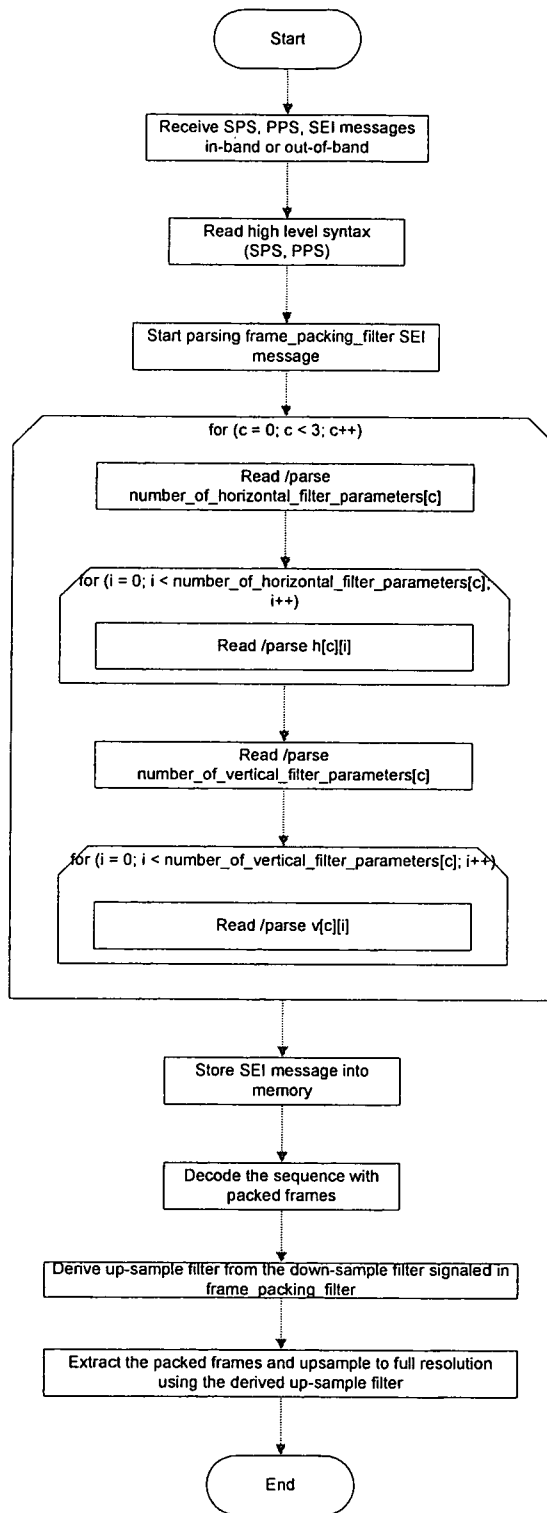 Start
Receive SPS, PPS, SEI messages
in-band or out-of-band
Read high level syntax
(SPS, PPS)
Start parsing frame_packing_filter SEI
message
for (c = 0; c < 3; c++)
Read /parse
number_of_horizontal_filter_parameters[c]
for (i = 0; i < number_of_horizontal_filter_parameters[c];
i++)
Read /parse h[c][i]
Read /parse
number_of_vertical_filter_parameters[c]
for (i = 0; i < number_of_vertical_filter_parameters[c]; i++)
Read /parse v[c][i]
Store SEI message into
memory
Decode the sequence with
packed frames
Derive up-sample filter from the down-sample filter signaled in
frame_packing_filter
Extract the packed frames and upsample to full resolution
using the derived up-sample filter
End